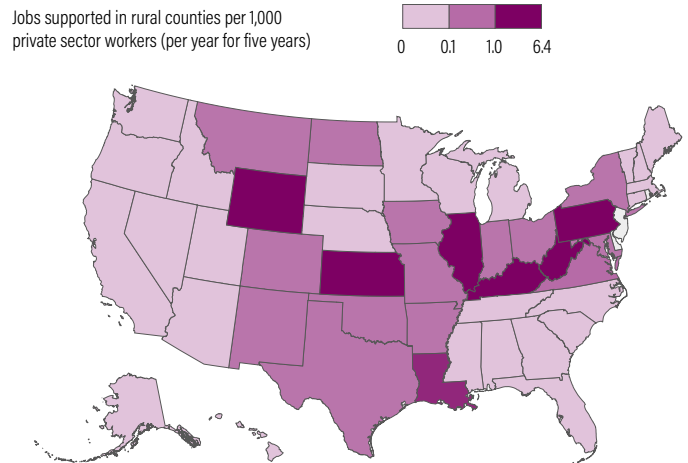 Jobs supported in rural counties per 1,000
private sector workers (per year for five years)
0 0.1 1.0 6.4